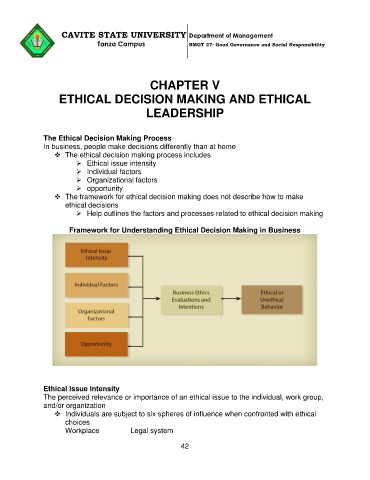 CAVITE STATE UNIVERSITY Department of Management
Tanza Campus BMGT 27- Good Governance and Social Responsibility
CHAPTER V
ETHICAL DECISION MAKING AND ETHICAL
LEADERSHIP
The Ethical Decision Making Process
In business, people make decisions differently than at home
❖ The ethical decision making process includes
➢ Ethical issue intensity
➢ Individual factors
➢ Organizational factors
➢ opportunity
❖ The framework for ethical decision making does not describe how to make
ethical decisions
➢ Help outlines the factors and processes related to ethical decision making
Framework for Understanding Ethical Decision Making in Business
Ethical Issue
Intensity
Individual Factors
Organizational
Factors
Opportunity
Business Ethics
Evaluations and
Intentions
Ethical or
Unethical
Behavior
Ethical Issue Intensity
The perceived relevance or importance of an ethical issue to the individual, work group,
and/or organization
❖ Individuals are subject to six spheres of influence when confronted with ethical
choices
Workplace Legal system
42